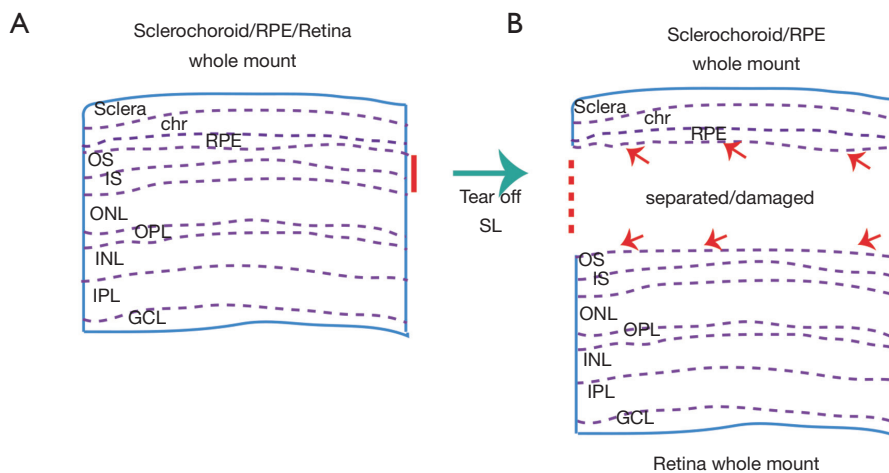 A
Sclerochoroid/RPE/Retina
whole mount
Sclera
chr
RPE
OS
IS
ONL
OPL
INL
IPL
GCL
Tear off
SL
B
Sclerochoroid/RPE
whole mount
Sclera
chr
RPE
separated/damaged
OS
IS
ONL
OPL
INL
IPL
GCL
Retina whole mount